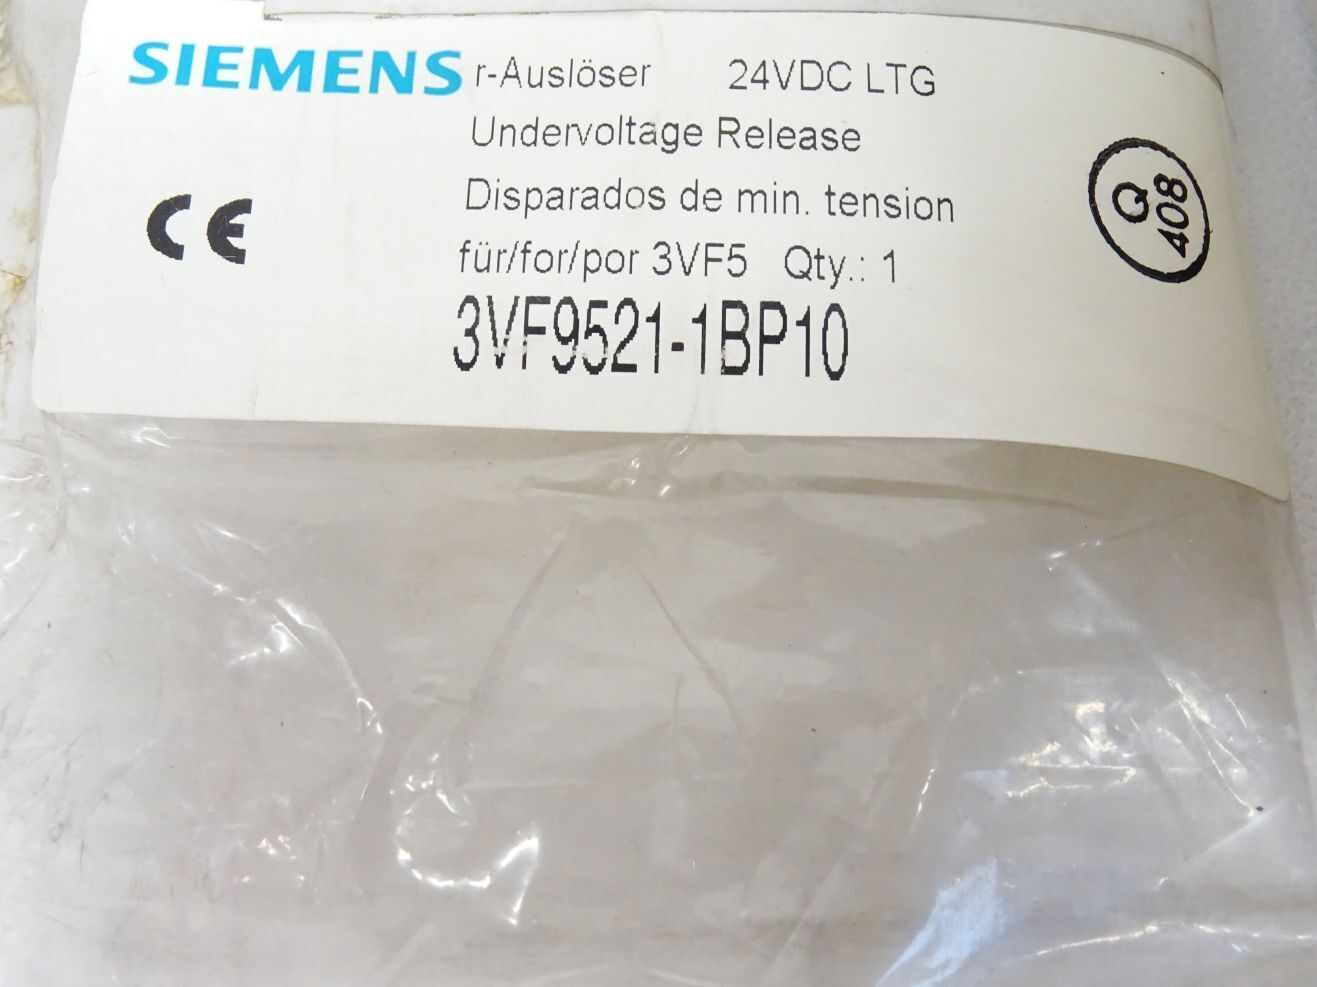 SIEMENS r-Auslöser 24VDC LTG
Undervoltage Release
Disparados de min. tension
CE
für/for/por 3VF5 Qty.: 1
3VF9521-1BP10
Q
408